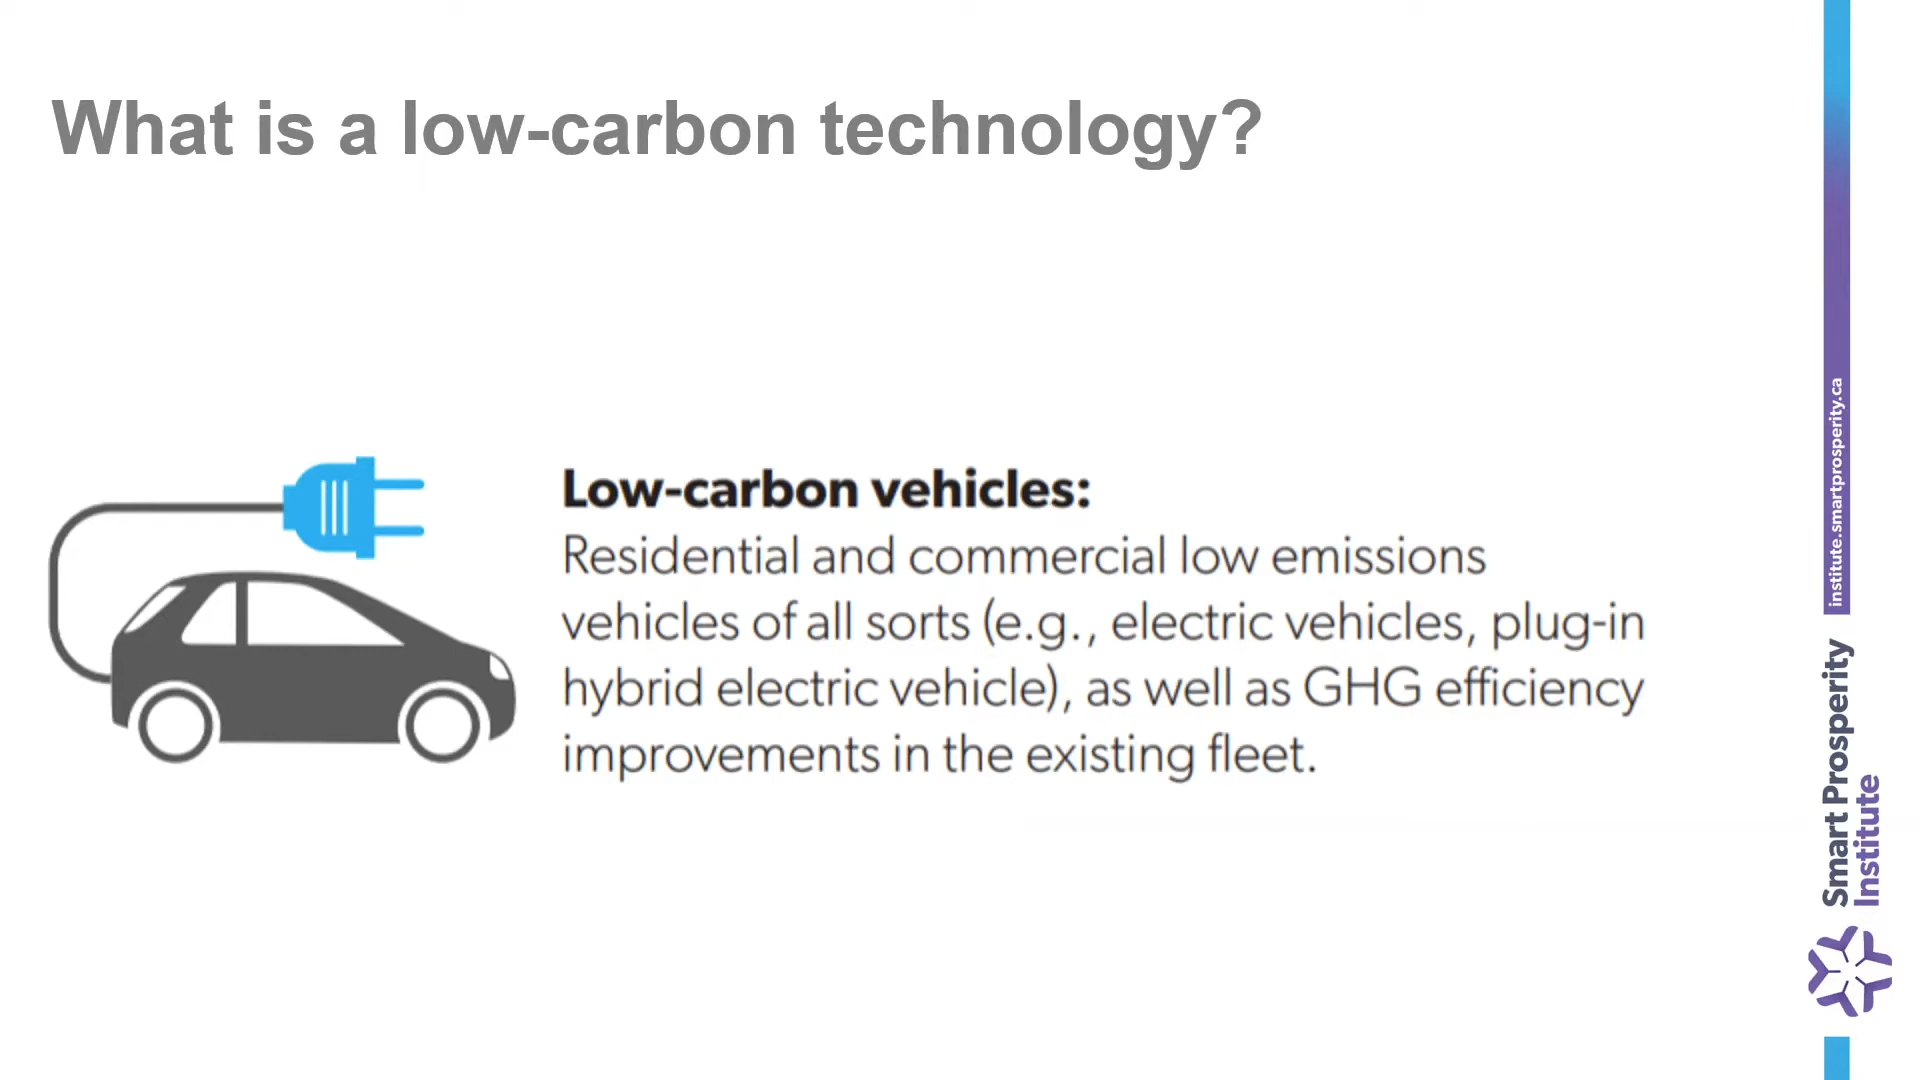 What is a low-carbon technology?
Low-carbon vehicles:
Residential and commercial low emissions
vehicles of all sorts (e.g., electric vehicles, plug-in
hybrid electric vehicle), as well as GHG efficiency
improvements in the existing fleet.
institute.smartprosperity.ca
Smart Prosperity
Institute